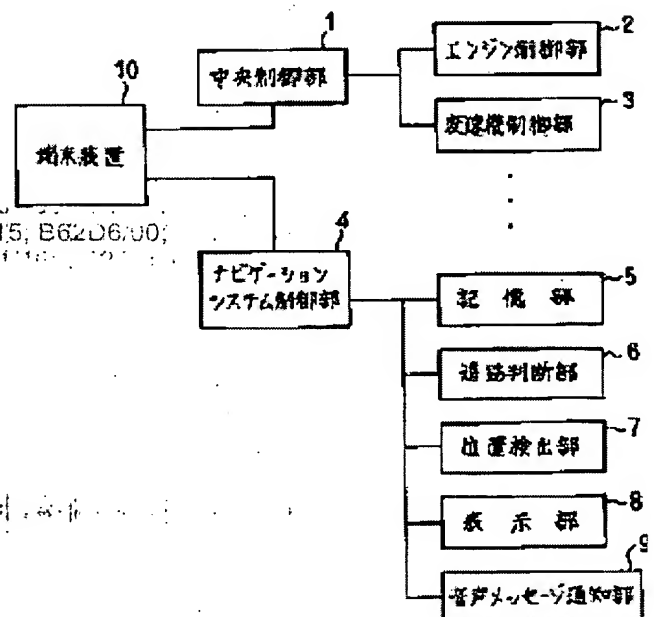 1
中央制御部
2
エンジン制御部
3
変速機制御部
10
端末装置
15; B62D6/00;
4
ナビゲーション
システム制御部
5
記憶部
6
道路判断部
7
位置検出部
8
表示部
9
音声メッセージ通知部